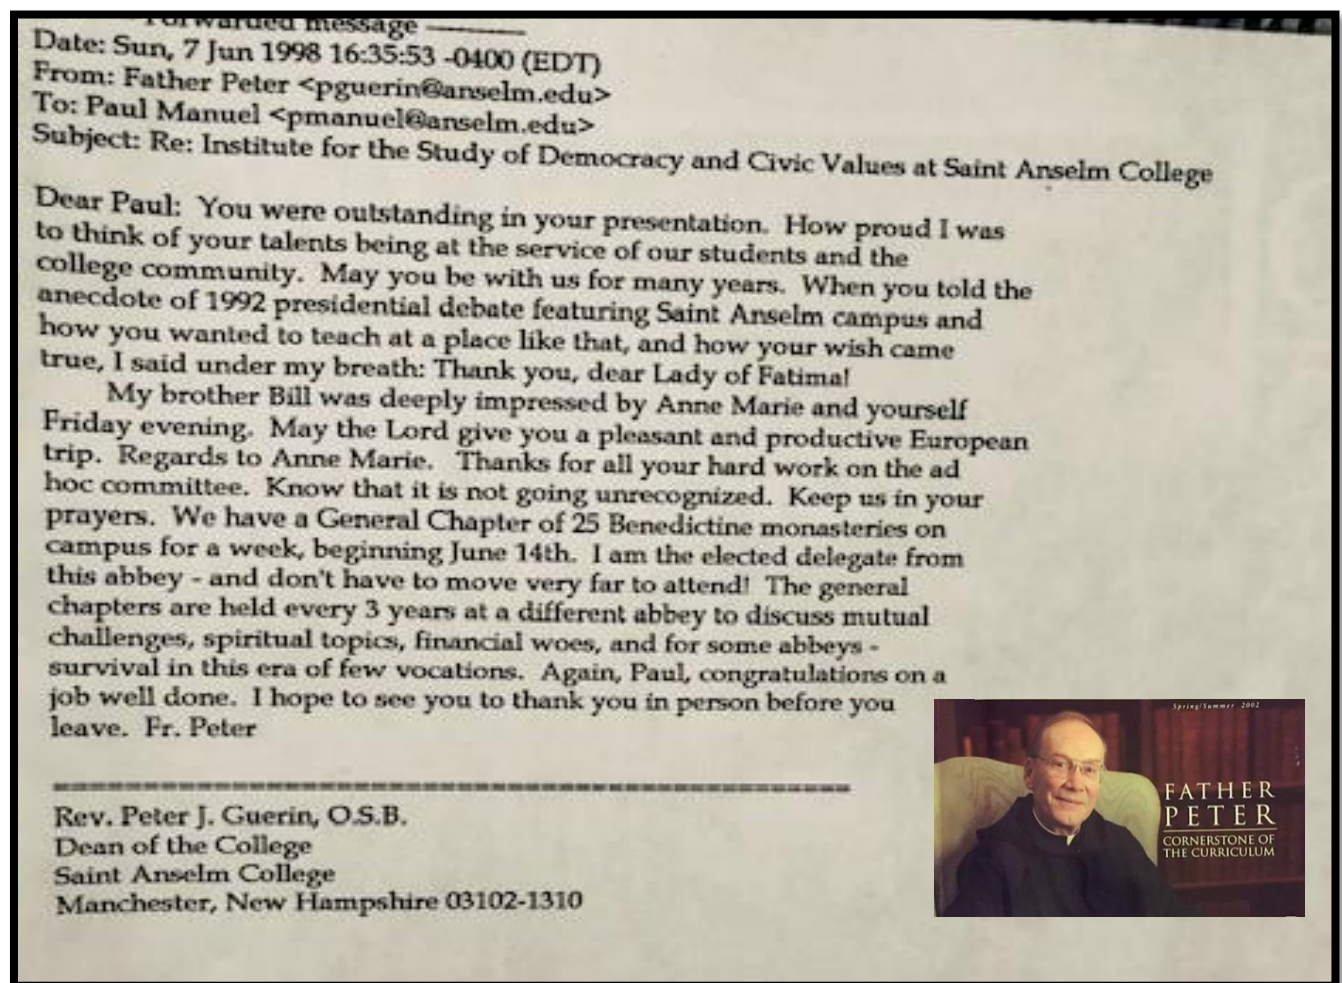 Forwarded message ----------
Date: Sun, 7 Jun 1998 16:35:53 -0400 (EDT)
From: Father Peter <pguerin@anselm.edu>
To: Paul Manuel <pmanuel@anselm.edu>
Subject: Re: Institute for the Study of Democracy and Civic Values at Saint Anselm College
Dear Paul: You were outstanding in your presentation. How proud I was
to think of your talents being at the service of our students and the
college community. May you be with us for many years. When you told the
anecdote of 1992 presidential debate featuring Saint Anselm campus and
how you wanted to teach at a place like that, and how your wish came
true, I said under my breath: Thank you, dear Lady of Fatima!
My brother Bill was deeply impressed by Anne Marie and yourself
Friday evening. May the Lord give you a pleasant and productive European
trip. Regards to Anne Marie. Thanks for all your hard work on the ad
hoc committee. Know that it is not going unrecognized. Keep us in your
prayers. We have a General Chapter of 25 Benedictine monasteries on
campus for a week, beginning June 14th. I am the elected delegate from
this abbey - and don't have to move very far to attend! The general
chapters are held every 3 years at a different abbey to discuss mutual
challenges, spiritual topics, financial woes, and for some abbeys -
survival in this era of few vocations. Again, Paul, congratulations on a
job well done. I hope to see you to thank you in person before you
leave. Fr. Peter
Rev. Peter J. Guerin, O.S.B.
Dean of the College
Saint Anselm College
Manchester, New Hampshire 03102-1310
Spring/Summer 2002
FATHER
PETER
CORNERSTONE OF
THE CURRICULUM